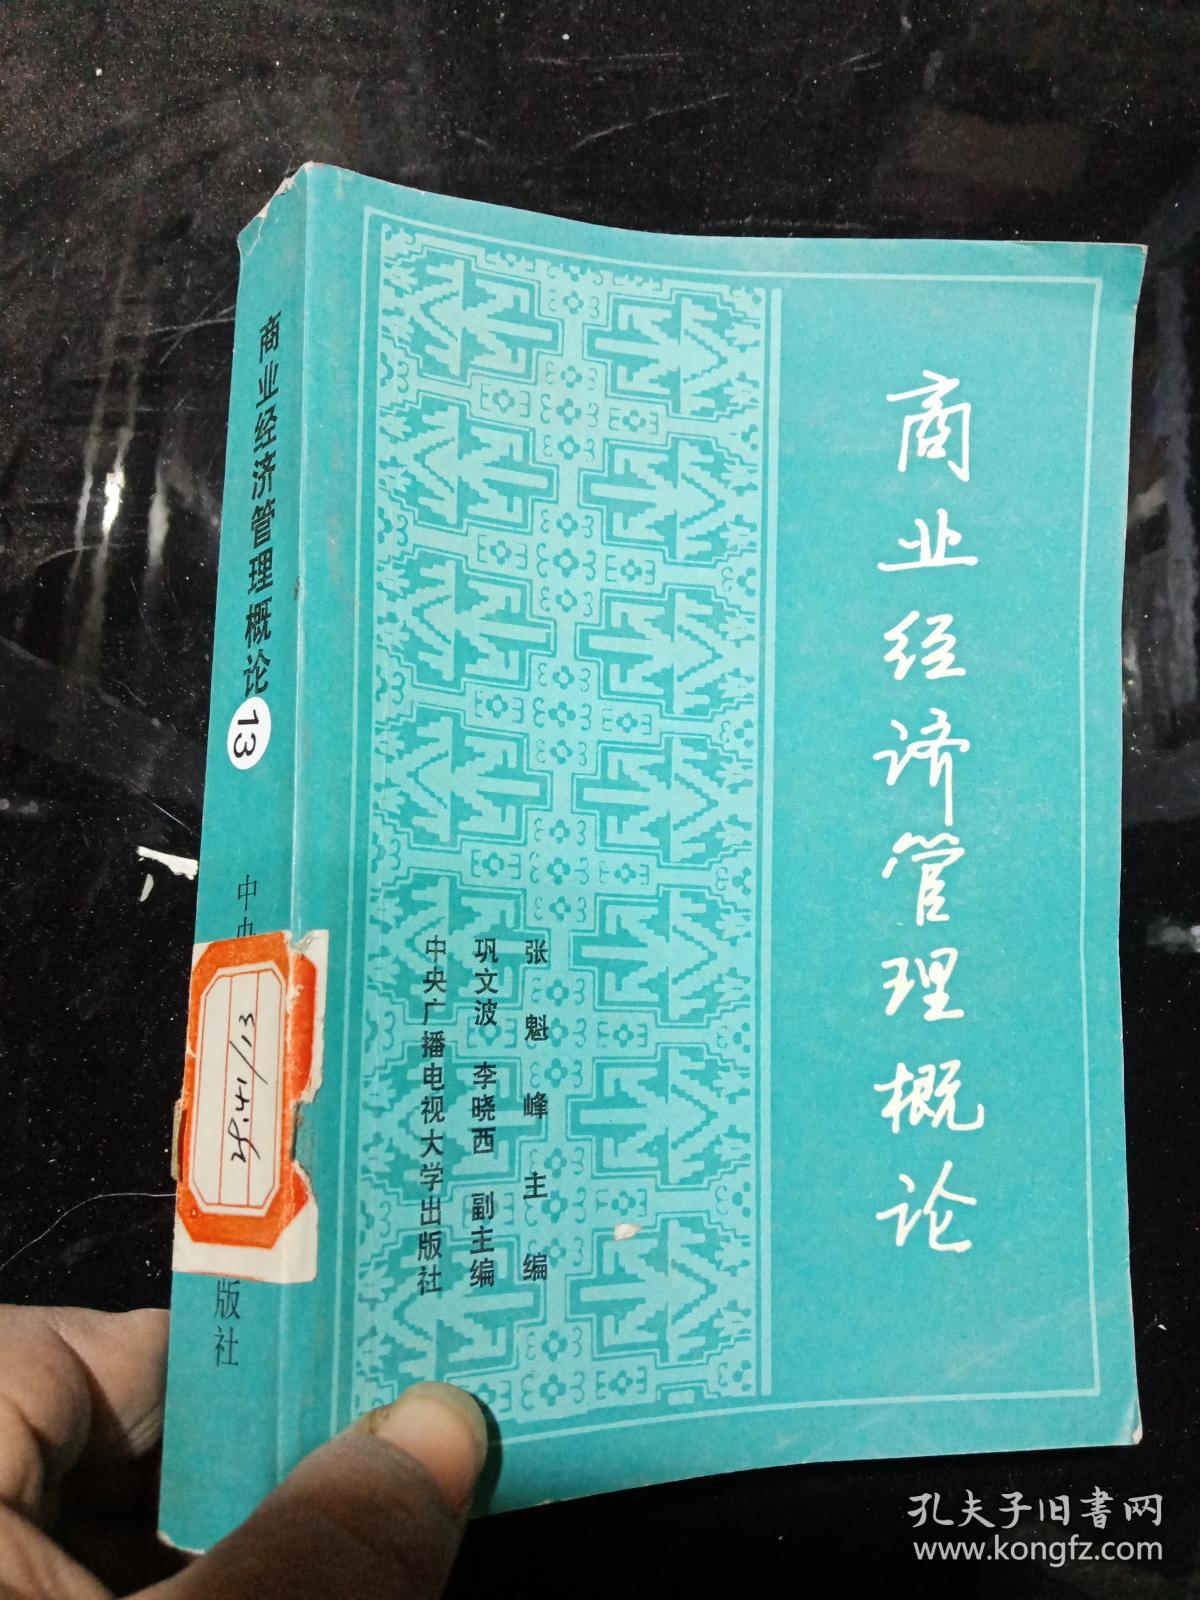 商业经济管理概论
张魁峰 主编
巩文波 李晓西 副主编
中央广播电视大学出版社
商业经济管理概论
13
中央
版社
孔夫子旧书网
www.kongfz.com